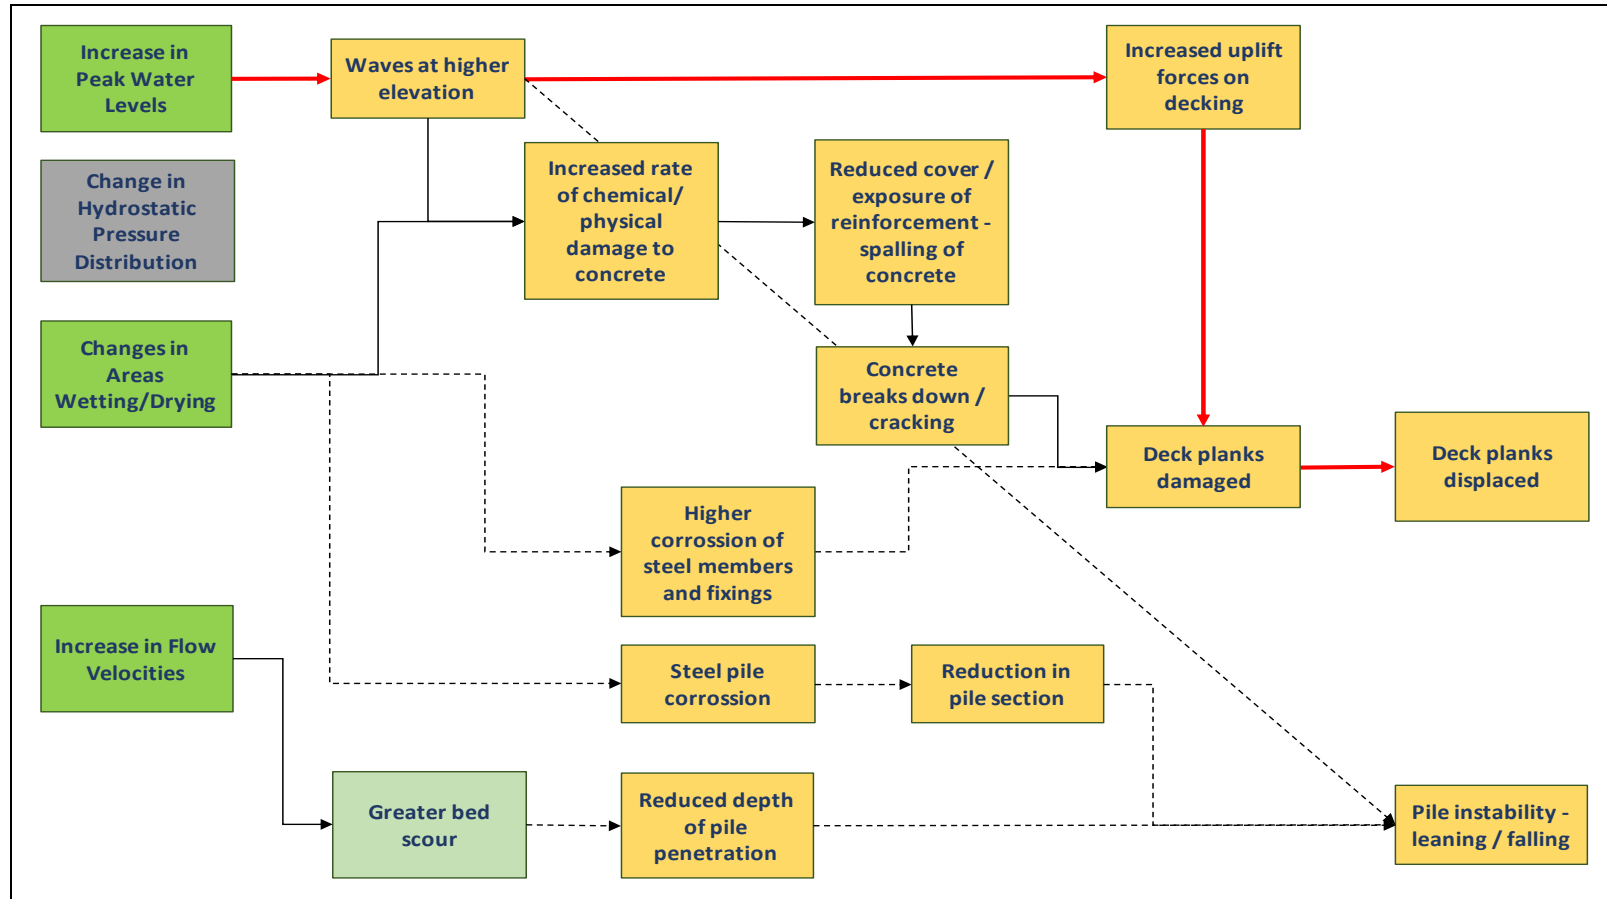 Increase in
Peak Water
Levels
Waves at higher
elevation
Increased uplift
forces on
decking
Change in
Hydrostatic
Pressure
Distribution
Increased rate
of chemical/
physical
damage to
concrete
Reduced cover /
exposure of
reinforcement -
spalling of
concrete
Changes in
Areas
Wetting/Drying
Concrete
breaks down /
cracking
Deck planks
damaged
Deck planks
displaced
Higher
corrossion of
steel members
and fixings
Increase in Flow
Velocities
Steel pile
corrossion
Reduction in
pile section
Greater bed
scour
Reduced depth
of pile
penetration
Pile instability -
leaning / falling